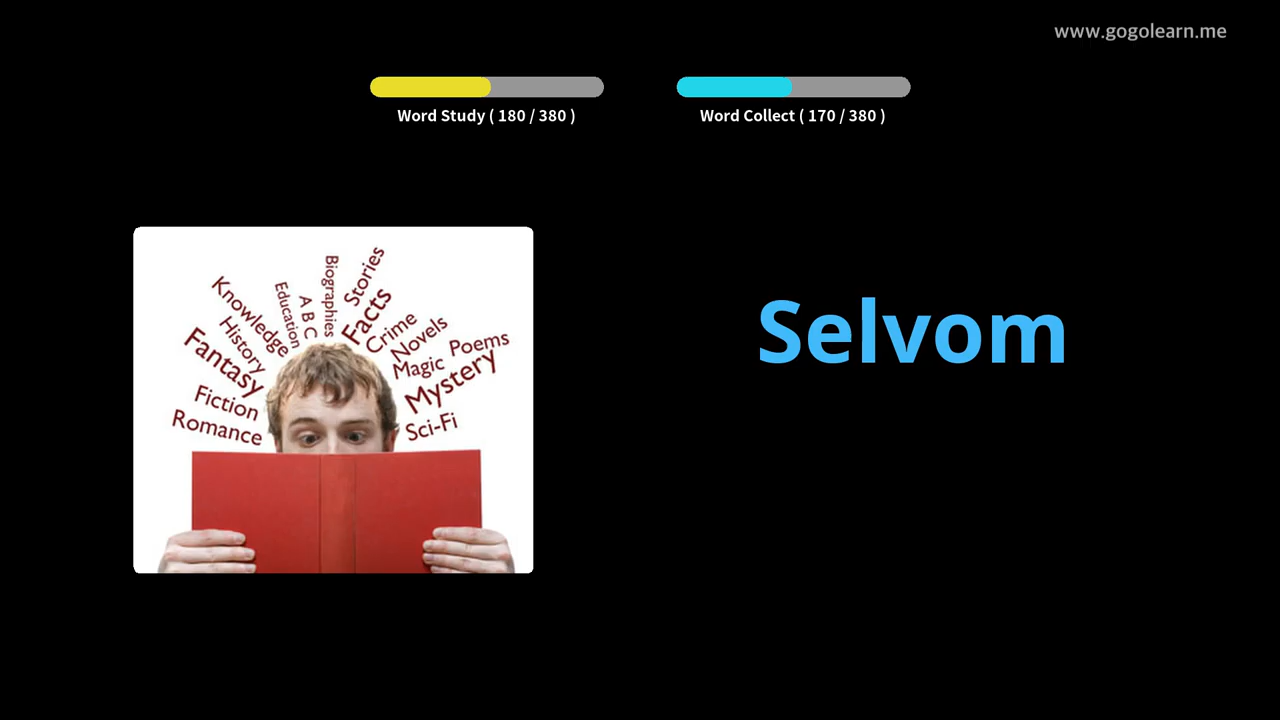 www.gogolearn.me
Word Study ( 180 / 380 )
Word Collect ( 170 / 380 )
Selvom
Stories
Biographies
Facts
A B C
Education
Knowledge
History
Crime
Novels
Poems
Magic
Fantasy
Mystery
Fiction
Sci-Fi
Romance